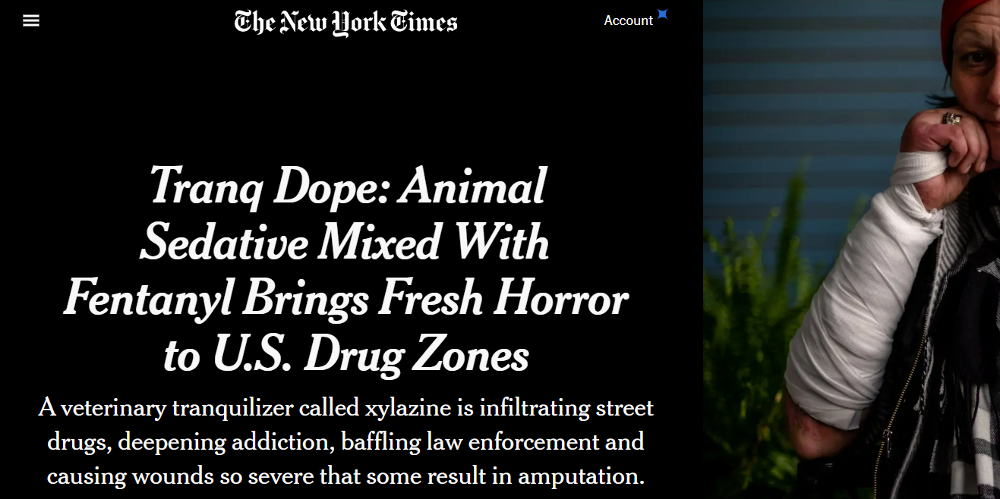 The New York Times
Account
Tranq Dope: Animal
Sedative Mixed With
Fentanyl Brings Fresh Horror
to U.S. Drug Zones
A veterinary tranquilizer called xylazine is infiltrating street
drugs, deepening addiction, baffling law enforcement and
causing wounds so severe that some result in amputation.